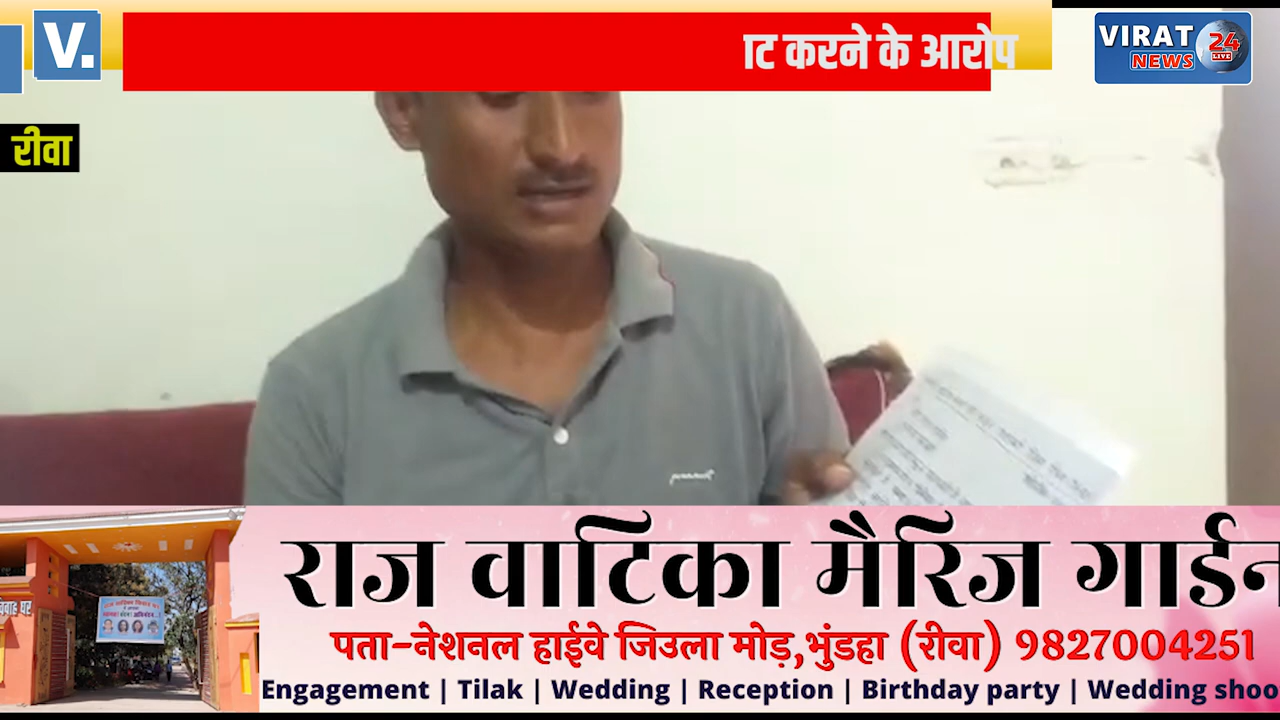 V.
ाट करने के आरोप
VIRAT
24
NEWS
LIVE
रीवा
राज वाटिका मैरिज गार्डन
पता-नेशनल हाईवे जिउला मोड़,भुंडहा (रीवा) 9827004251
Engagement | Tilak | Wedding | Reception | Birthday party | Wedding shoo